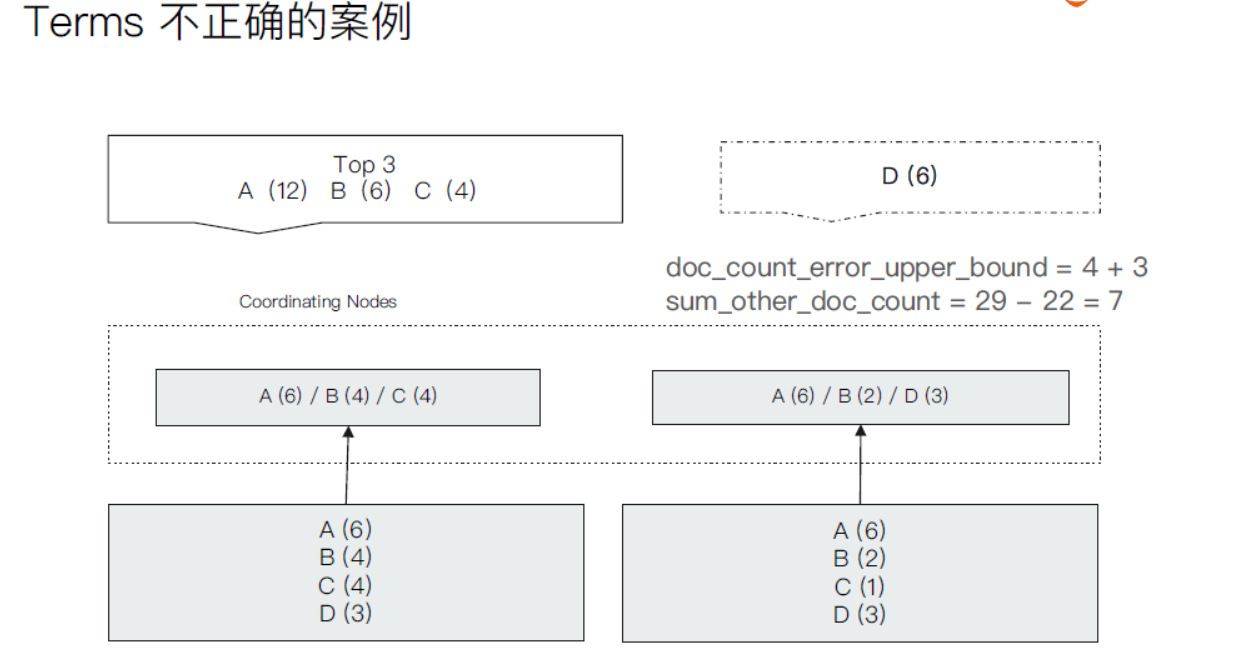 Terms 不正确的案例
Top 3
A (12) B (6) C (4)
D (6)
doc_count_error_upper_bound = 4 + 3
sum_other_doc_count = 29 – 22 = 7
Coordinating Nodes
A (6) / B (4) / C (4)
A (6) / B (2) / D (3)
A (6)
B (4)
C (4)
D (3)
A (6)
B (2)
C (1)
D (3)